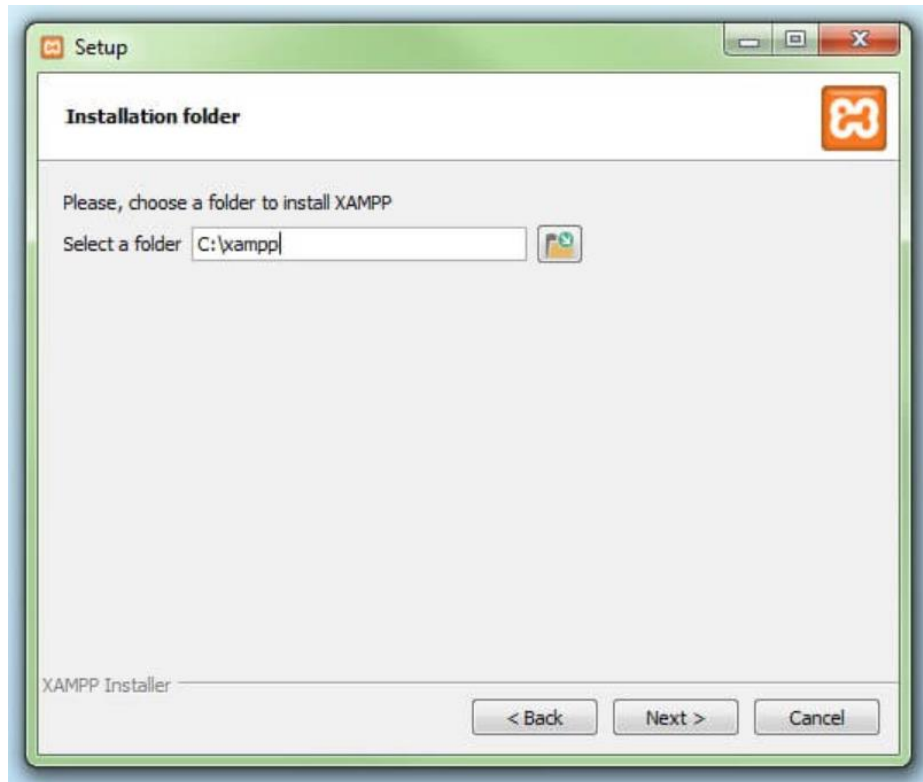 Setup
Installation folder
Please, choose a folder to install XAMPP
Select a folder C:\xampp
XAMPP Installer
< Back Next > Cancel